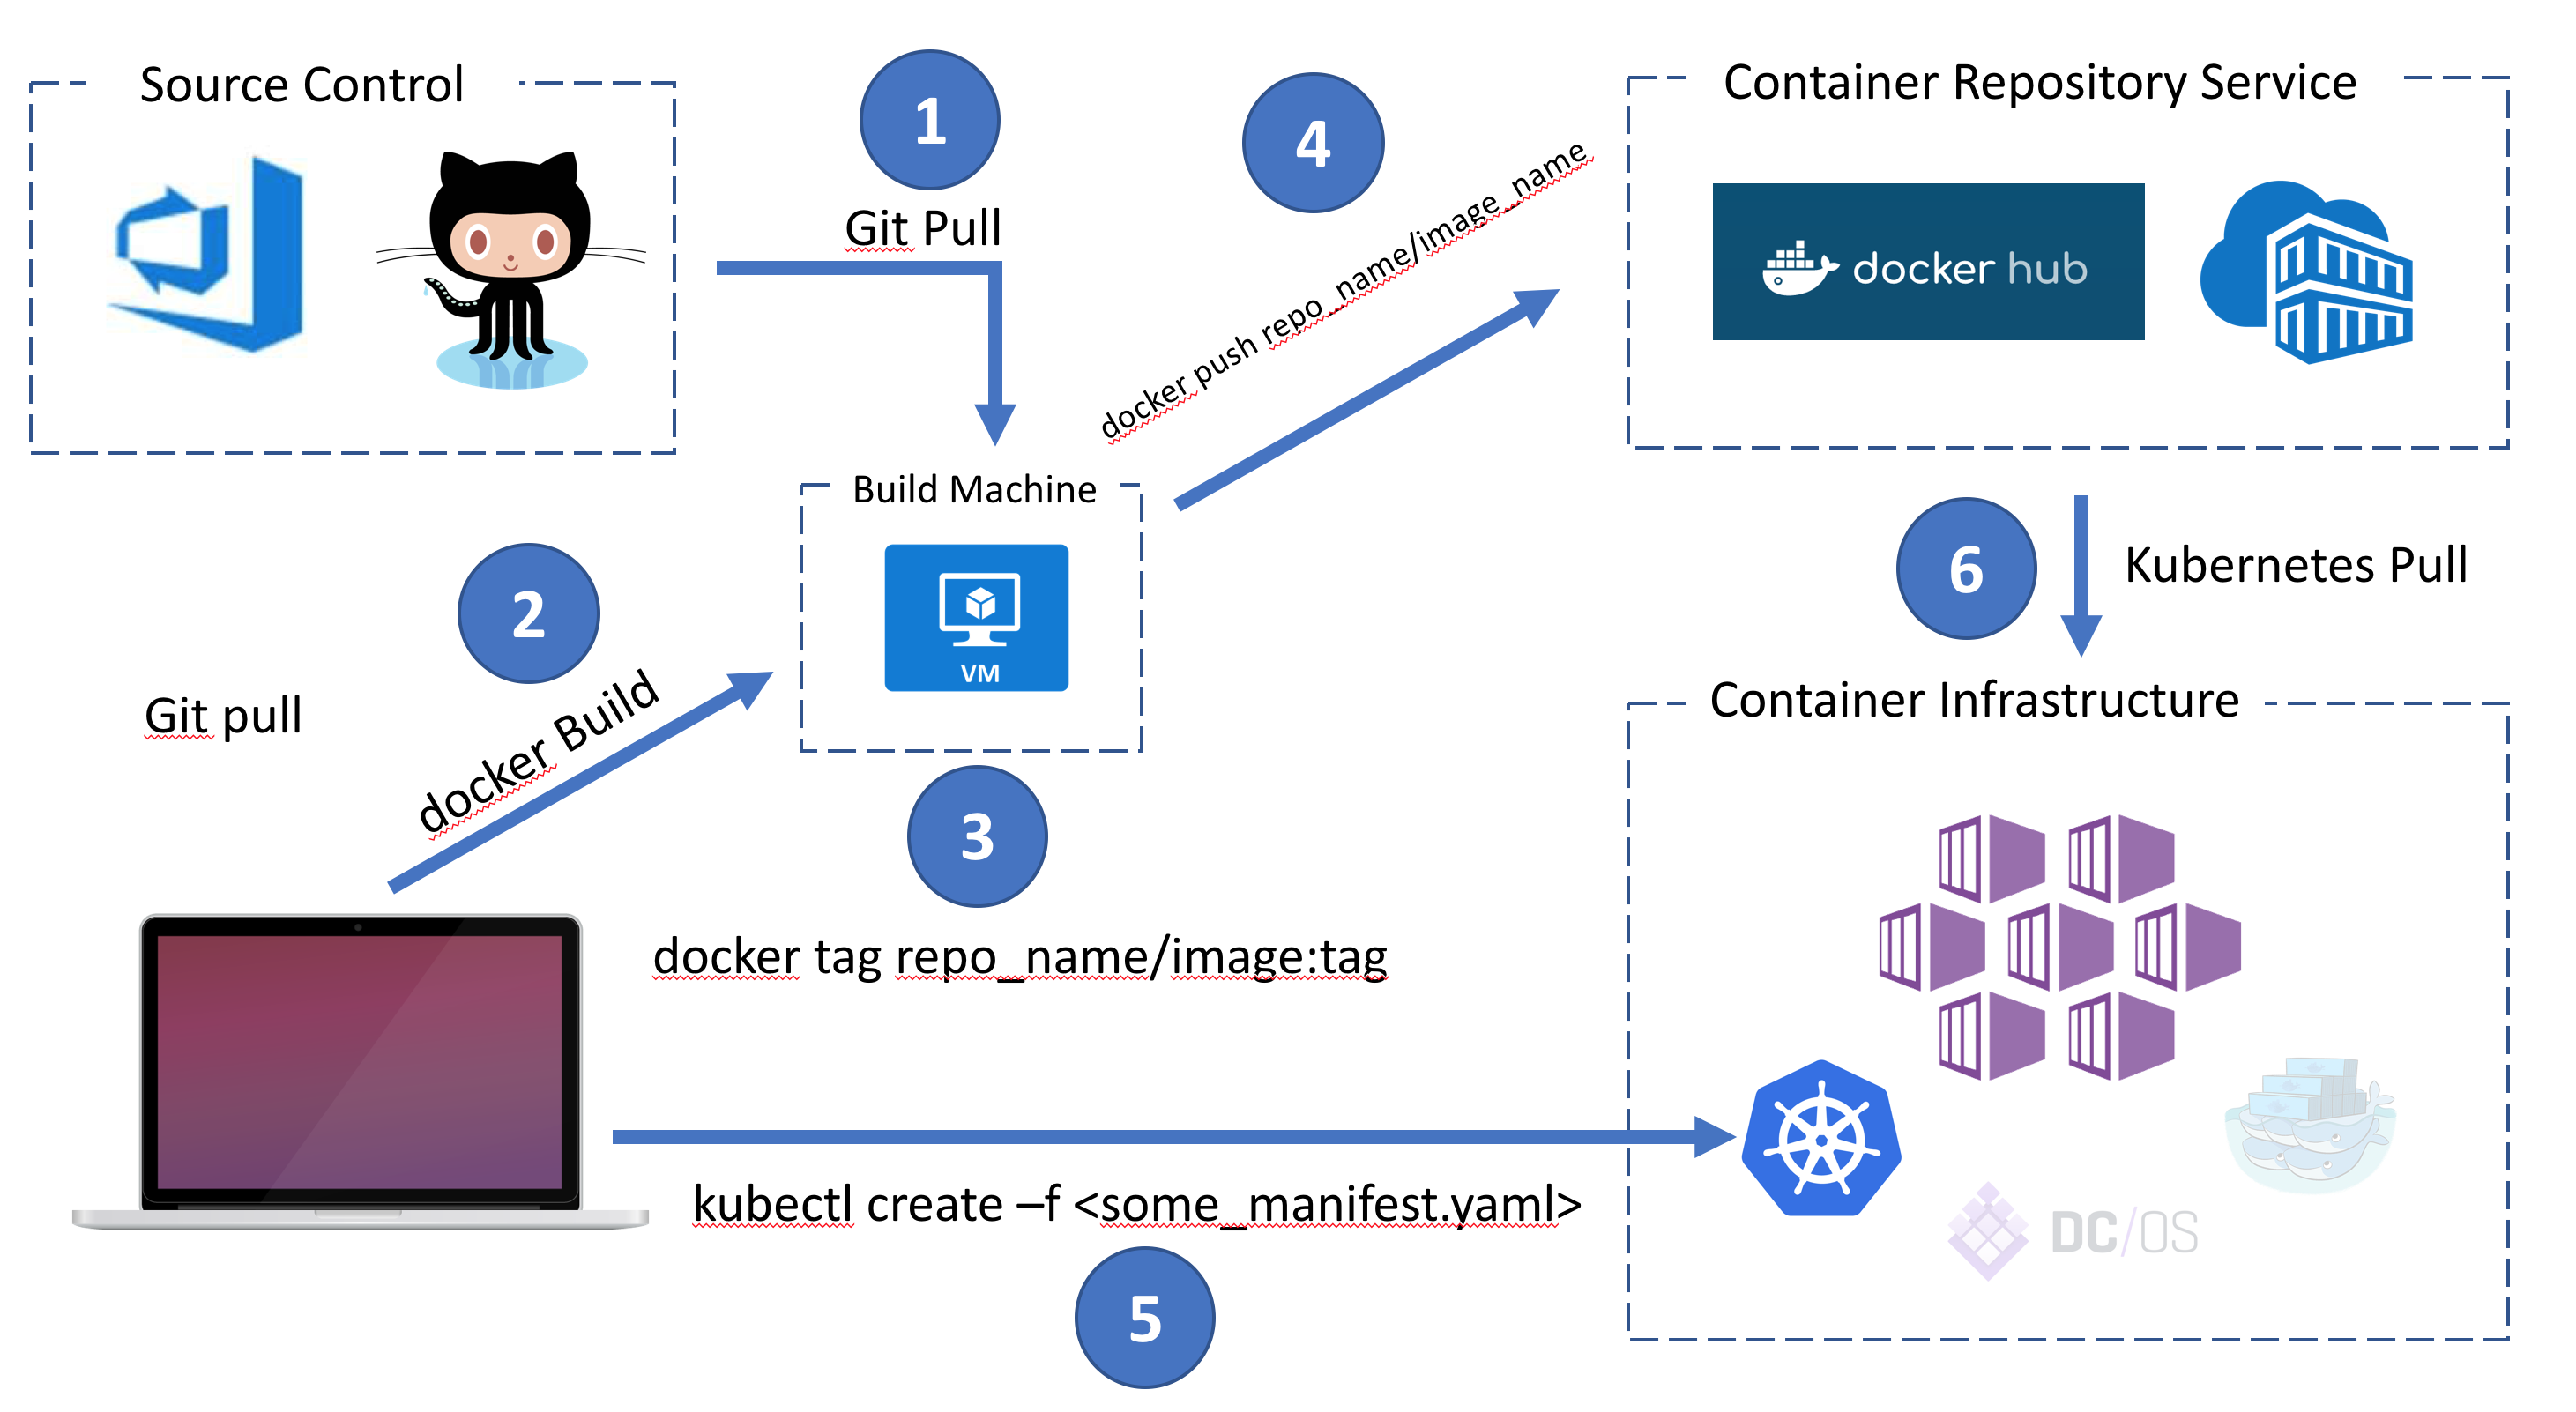 Source Control
1
Git Pull
4
docker push repo_name/image_name
Container Repository Service
docker hub
Build Machine
VM
2
docker Build
Git pull
3
docker tag repo_name/image:tag
6
Kubernetes Pull
Container Infrastructure
kubectl create –f <some_manifest.yaml>
5
DC/OS